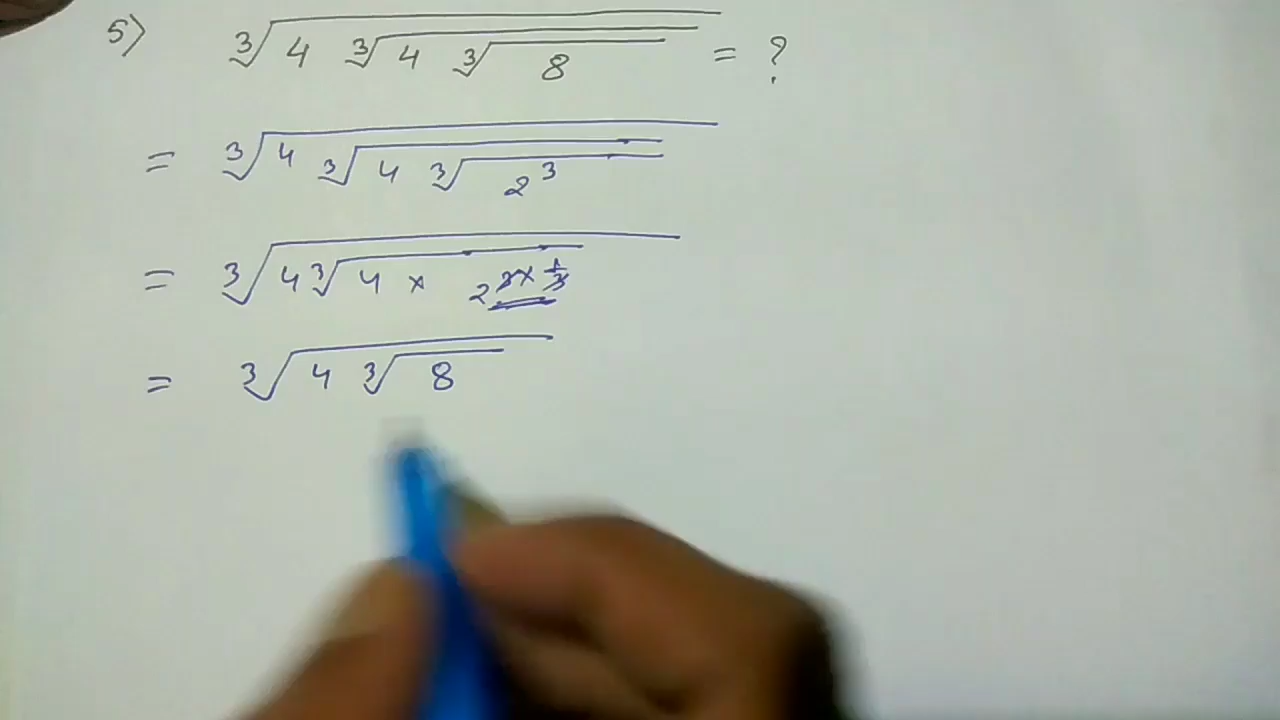 5) ∛(4 ∛(4 ∛8)) = ?
= ∛(4 ∛(4 ∛(2³)))
= ∛(4 ∛(4 × 2^(3 × 1/3)))
= ∛(4 ∛8)